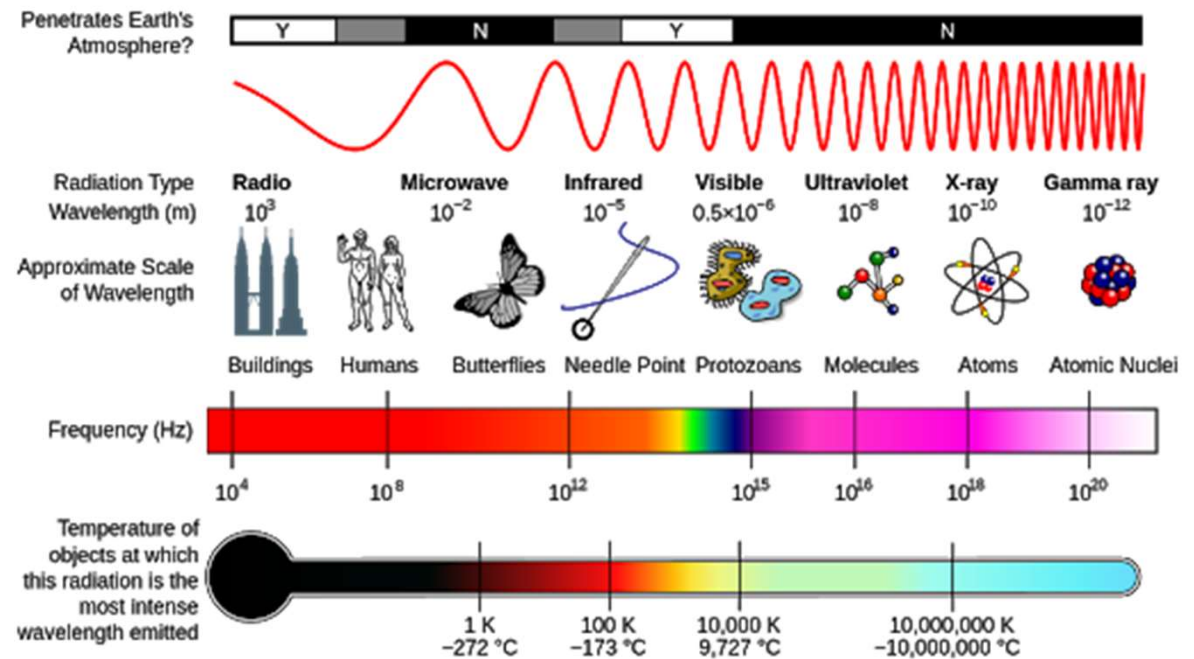 Penetrates Earth's
Atmosphere?
Y N Y N
Radiation Type Radio Microwave Infrared Visible Ultraviolet X-ray Gamma ray
Wavelength (m) 10³ 10⁻² 10⁻⁵ 0.5×10⁻⁶ 10⁻⁸ 10⁻¹⁰ 10⁻¹²
Approximate Scale
of Wavelength
Buildings Humans Butterflies Needle Point Protozoans Molecules Atoms Atomic Nuclei
Frequency (Hz)
10⁴ 10⁸ 10¹² 10¹⁵ 10¹⁶ 10¹⁸ 10²⁰
Temperature of
objects at which
this radiation is the
most intense
wavelength emitted
1 K 100 K 10,000 K 10,000,000 K
−272 °C −173 °C 9,727 °C ~10,000,000 °C